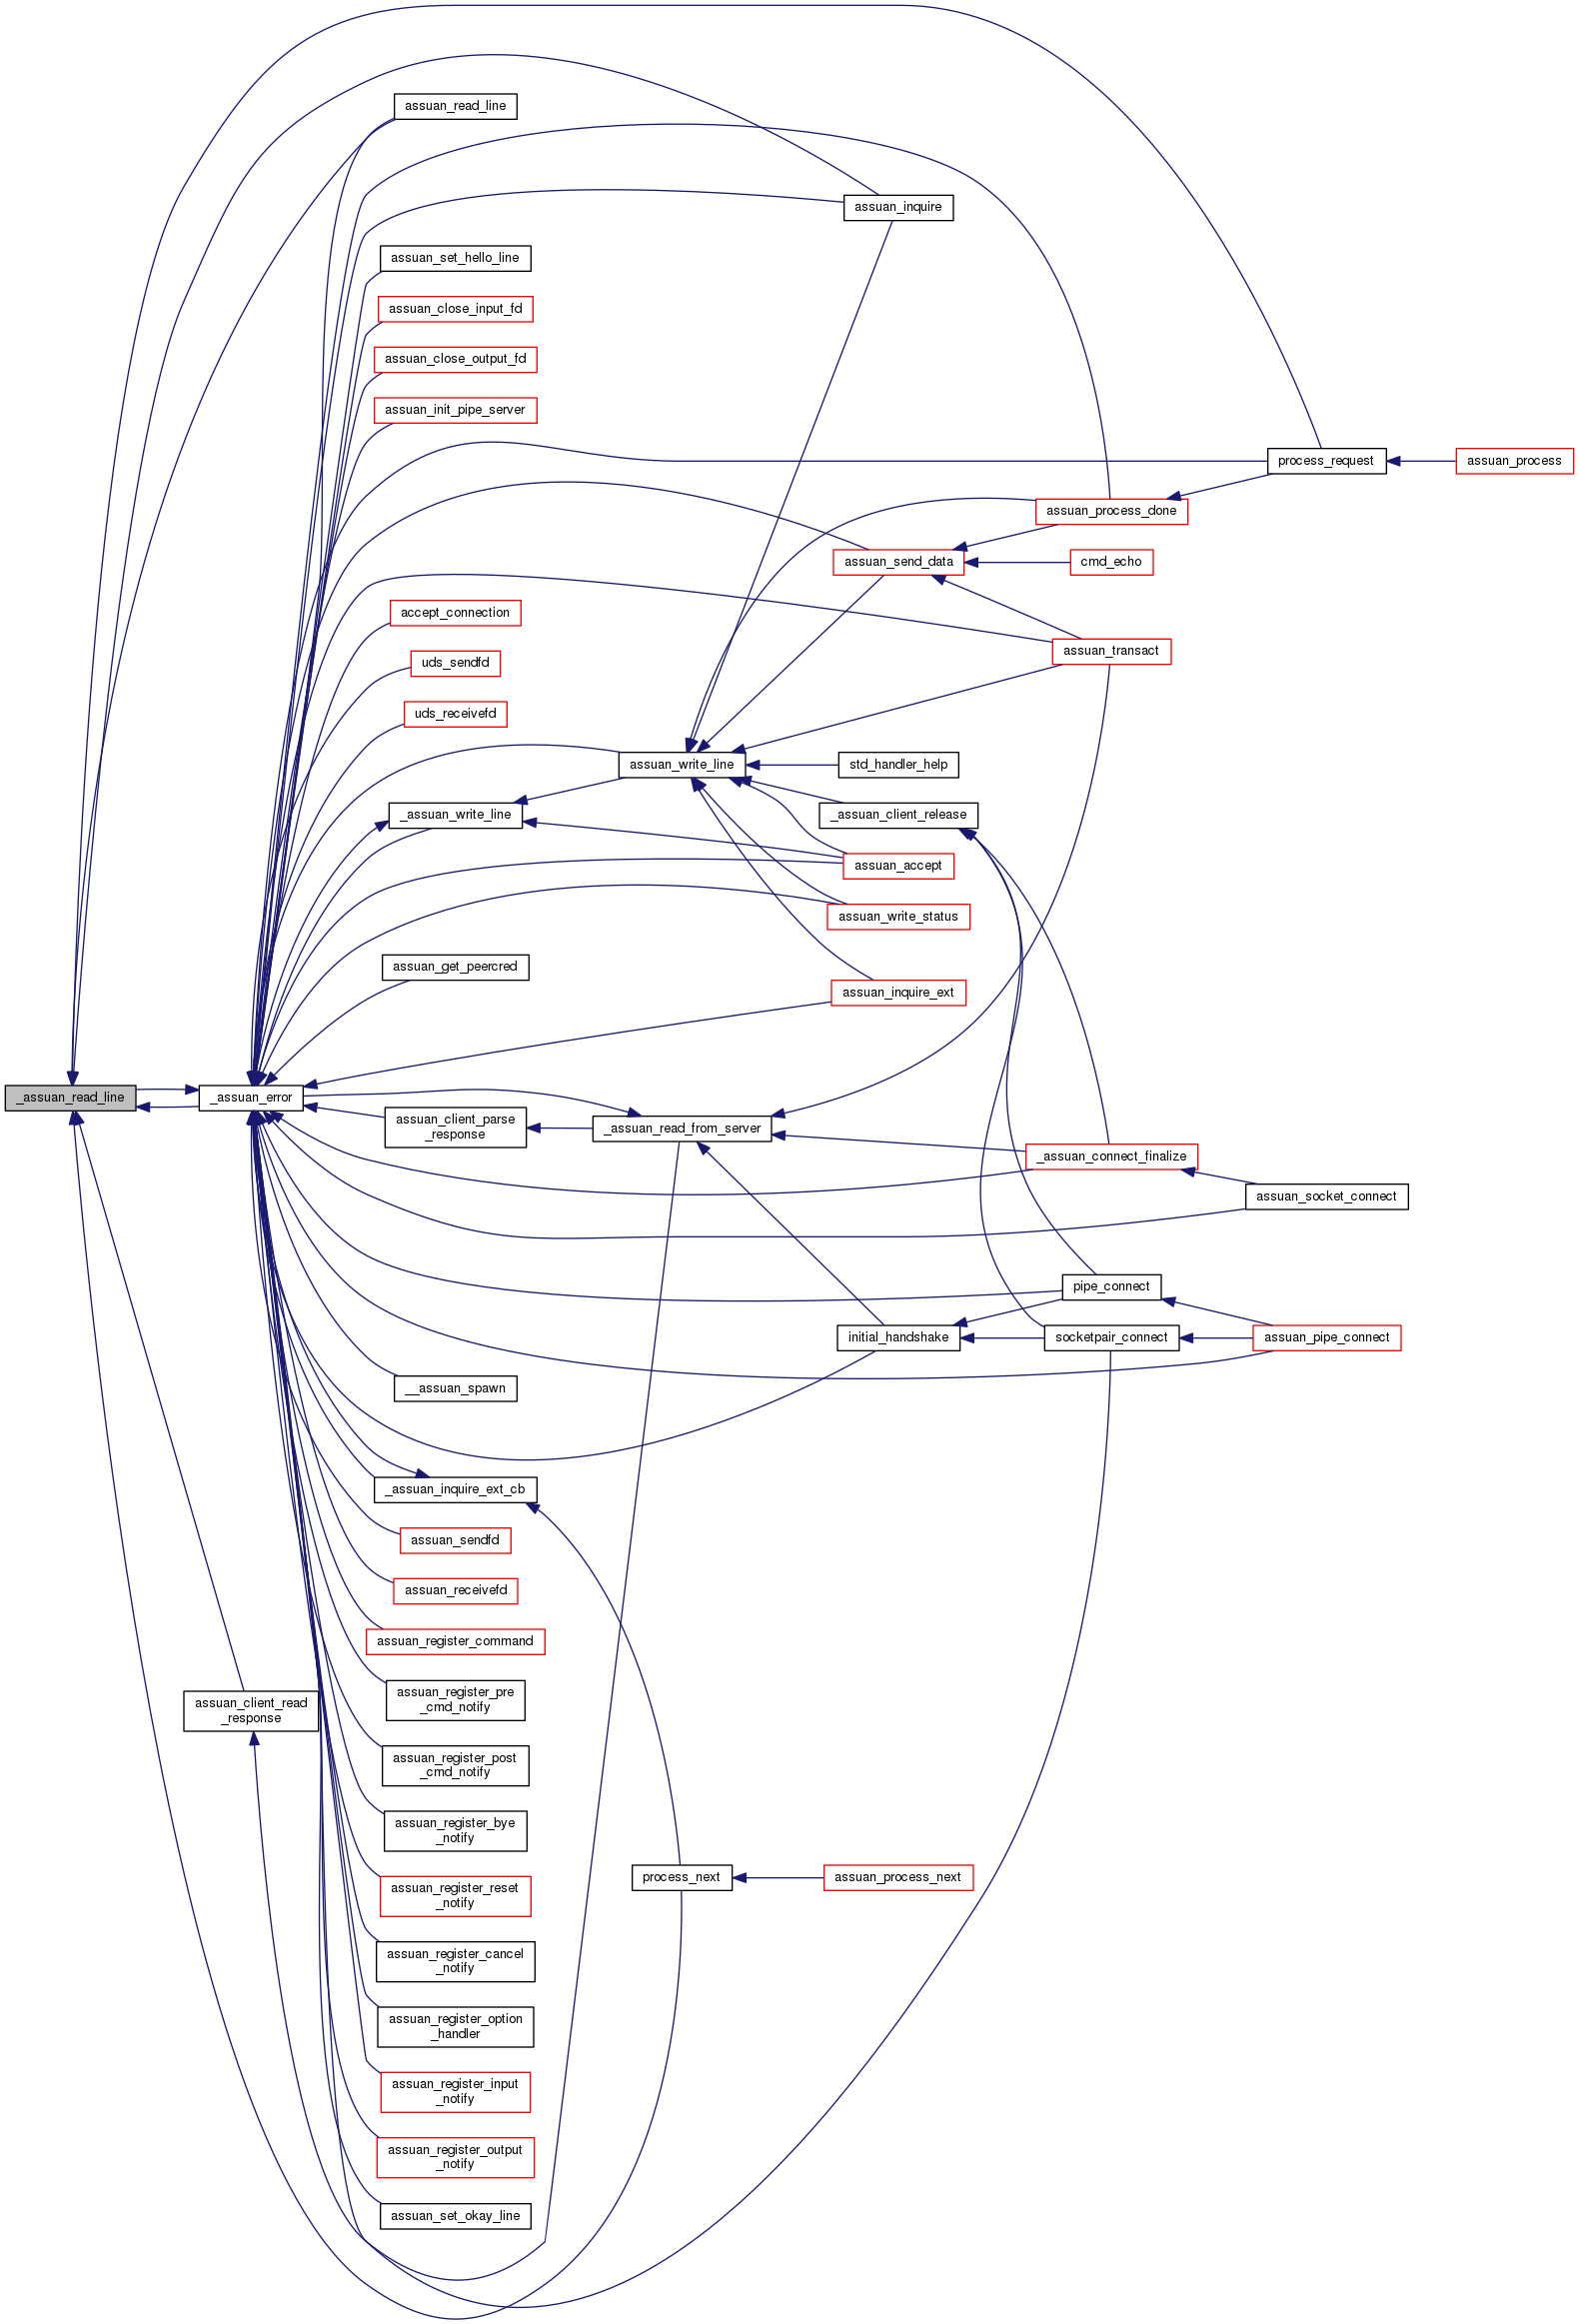 assuan_read_line
assuan_inquire
assuan_set_hello_line
assuan_close_input_fd
assuan_close_output_fd
assuan_init_pipe_server
process_request
assuan_process
assuan_process_done
assuan_send_data
cmd_echo
accept_connection
assuan_transact
uds_sendfd
uds_receivefd
assuan_write_line
std_handler_help
_assuan_write_line
_assuan_client_release
assuan_accept
assuan_write_status
assuan_get_peercred
assuan_inquire_ext
_assuan_read_line
_assuan_error
assuan_client_parse
_response
_assuan_read_from_server
_assuan_connect_finalize
assuan_socket_connect
pipe_connect
initial_handshake
socketpair_connect
assuan_pipe_connect
__assuan_spawn
_assuan_inquire_ext_cb
assuan_sendfd
assuan_receivefd
assuan_register_command
assuan_register_pre
_cmd_notify
assuan_client_read
_response
assuan_register_post
_cmd_notify
assuan_register_bye
_notify
process_next
assuan_process_next
assuan_register_reset
_notify
assuan_register_cancel
_notify
assuan_register_option
_handler
assuan_register_input
_notify
assuan_register_output
_notify
assuan_set_okay_line